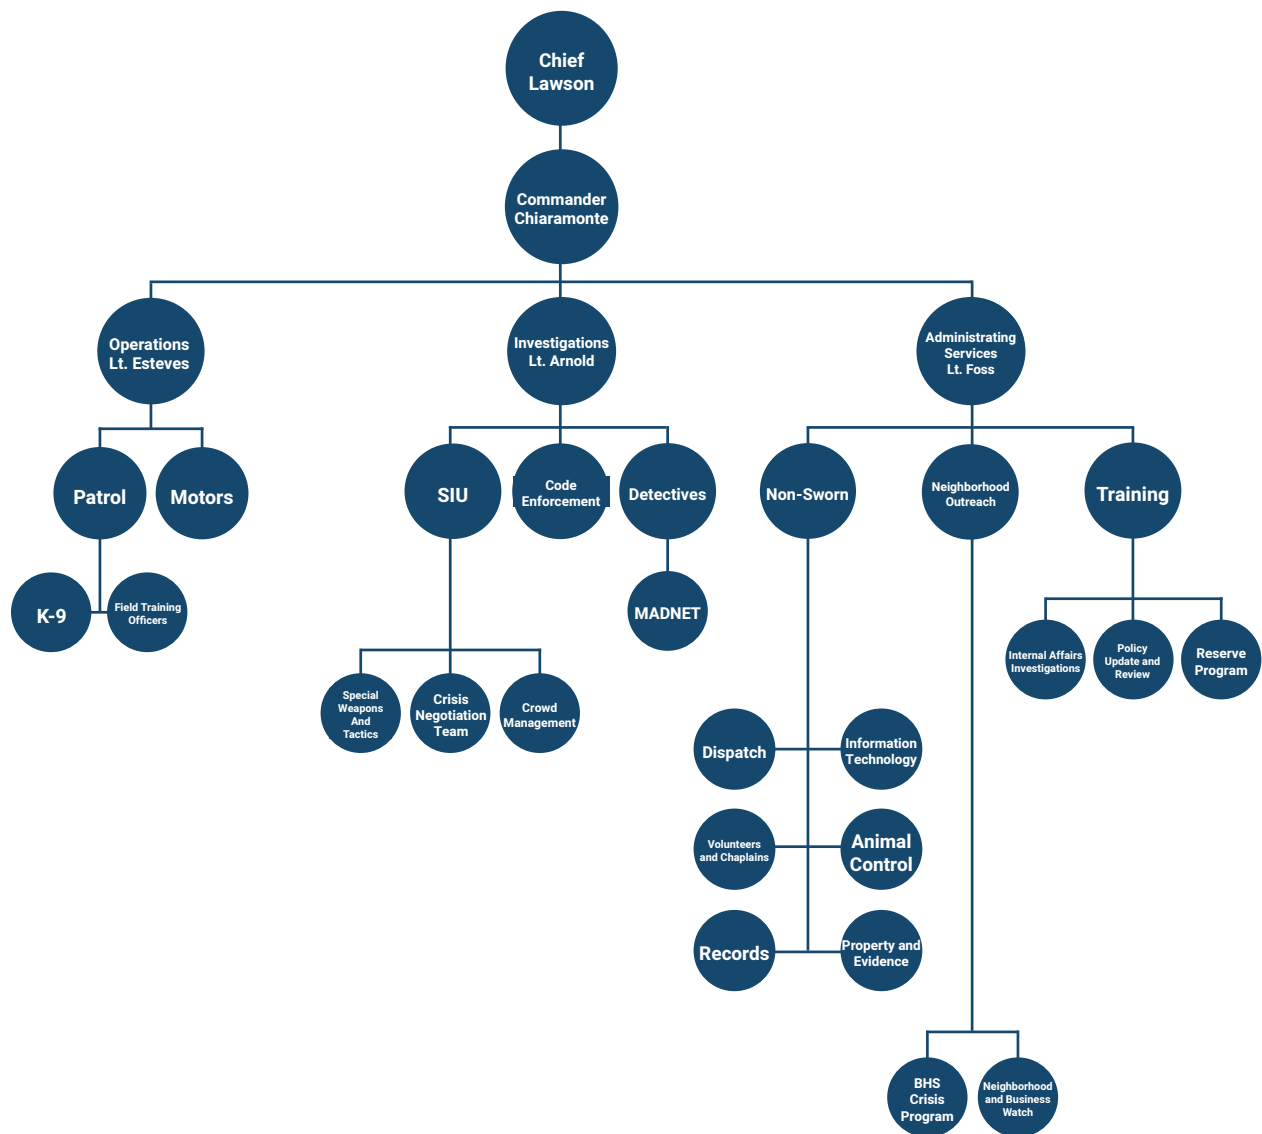 Chief
Lawson
Commander
Chiaramonte
Operations
Lt. Esteves
Investigations
Lt. Arnold
Administrating
Services
Lt. Foss
Patrol
Motors
SIU
Code
Enforcement
Detectives
Non-Sworn
Neighborhood
Outreach
Training
K-9
Field Training
Officers
MADNET
Internal Affairs
Investigations
Policy
Update and
Review
Reserve
Program
Special
Weapons
And
Tactics
Crisis
Negotiation
Team
Crowd
Management
Dispatch
Information
Technology
Volunteers
and Chaplains
Animal
Control
Records
Property and
Evidence
BHS
Crisis
Program
Neighborhood
and Business
Watch